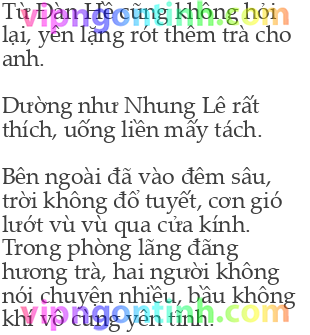 Từ Đàn Hề cũng không hỏi
lại, yên lặng rót thêm trà cho
anh.
Dường như Nhung Lê rất
thích, uống liền mấy tách.
Bên ngoài đã vào đêm sâu,
trời không đổ tuyết, cơn gió
lướt vù vù qua cửa kính.
Trong phòng lãng đãng
hương trà, hai người không
nói chuyện nhiều, bầu không
khí vô cùng yên tĩnh.
vipngontinh.com
vipngontinh.com